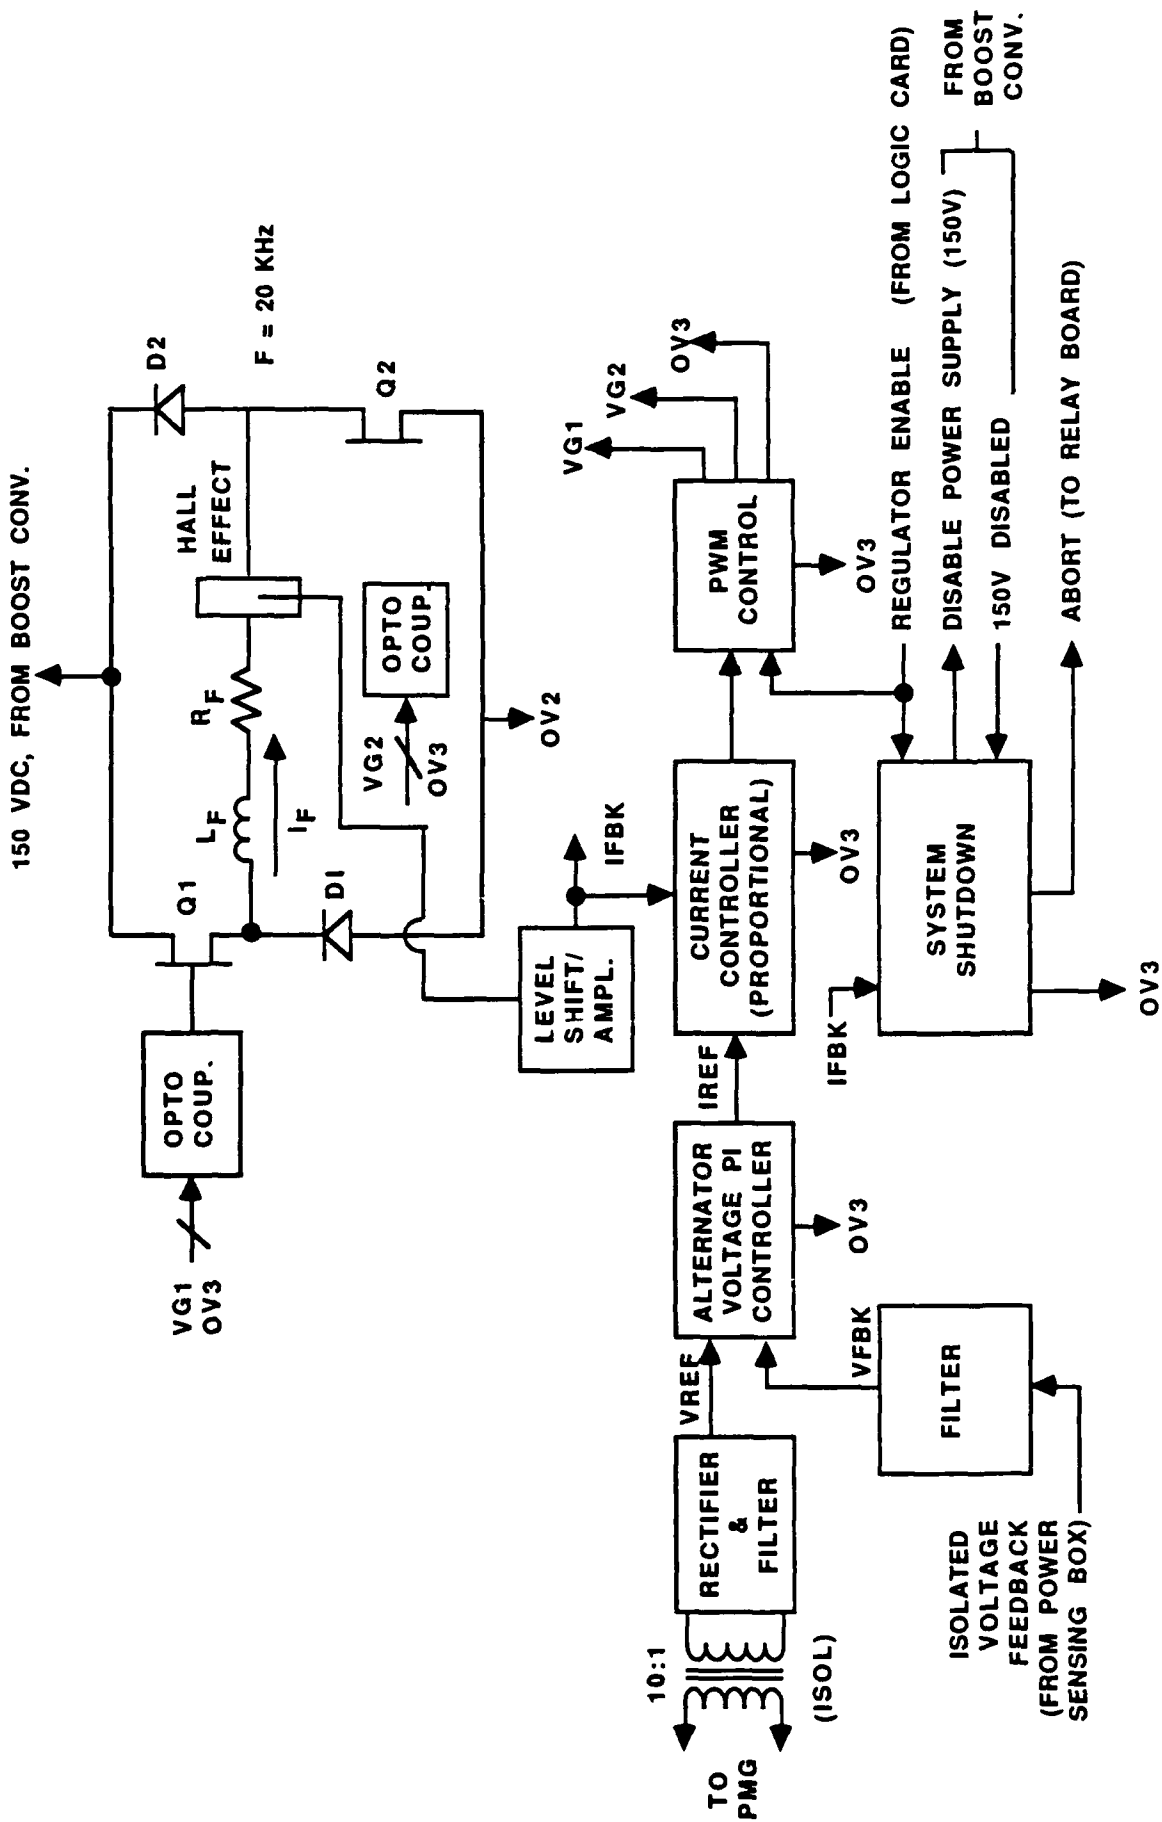 150 VDC, FROM BOOST CONV.
D2
F = 20 KHz
Q2
HALL
EFFECT
R F
L F
I F
Q1
D1
OPTO
COUP.
VG1
OV3
OPTO
COUP.
VG2
OV3
OV2
LEVEL
SHIFT/
AMPL.
IFBK
TO
PMG
10:1
(ISOL)
RECTIFIER
&
FILTER
VREF
ALTERNATOR
VOLTAGE PI
CONTROLLER
OV3
IREF
CURRENT
CONTROLLER
(PROPORTIONAL)
OV3
PWM
CONTROL
OV3
VG1
VG2
OV3
ISOLATED
VOLTAGE
FEEDBACK
(FROM POWER
SENSING BOX)
FILTER
VFBK
IFBK
SYSTEM
SHUTDOWN
OV3
REGULATOR ENABLE (FROM LOGIC CARD)
DISABLE POWER SUPPLY (150V)
150V DISABLED
FROM
BOOST
CONV.
ABORT (TO RELAY BOARD)